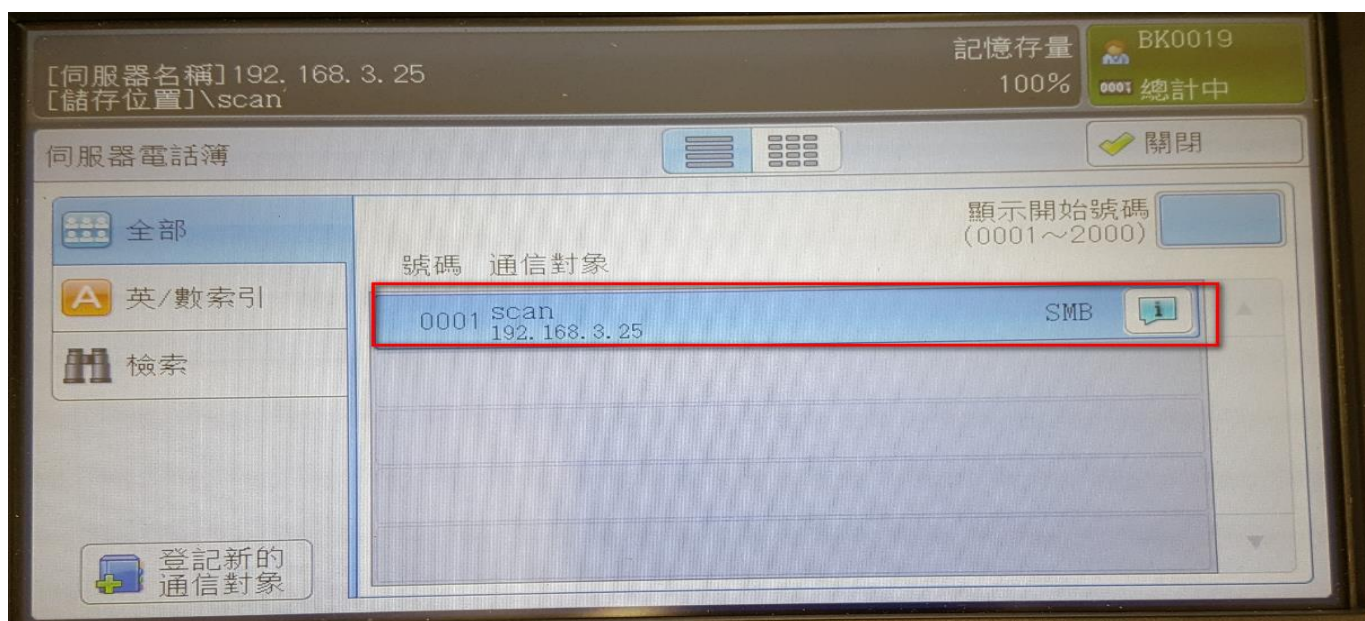 [伺服器名稱]192.168.3.25
[儲存位置]\scan
記憶存量
100%
BK0019
0001 總計中
伺服器電話簿
關閉
全部
A 英/數索引
檢索
顯示開始號碼
(0001～2000)
號碼 通信對象
0001 scan SMB i
192.168.3.25
登記新的
通信對象